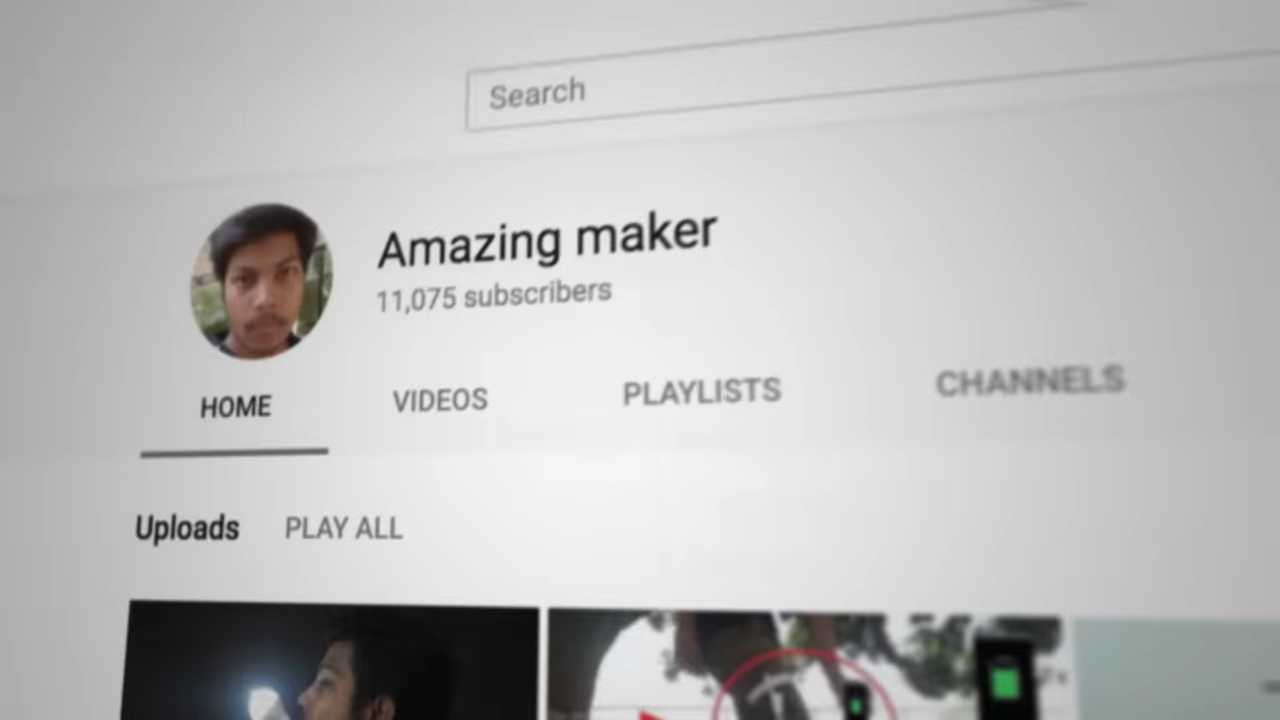 Search
Amazing maker
11,075 subscribers
HOME
VIDEOS
PLAYLISTS
CHANNELS
Uploads
PLAY ALL